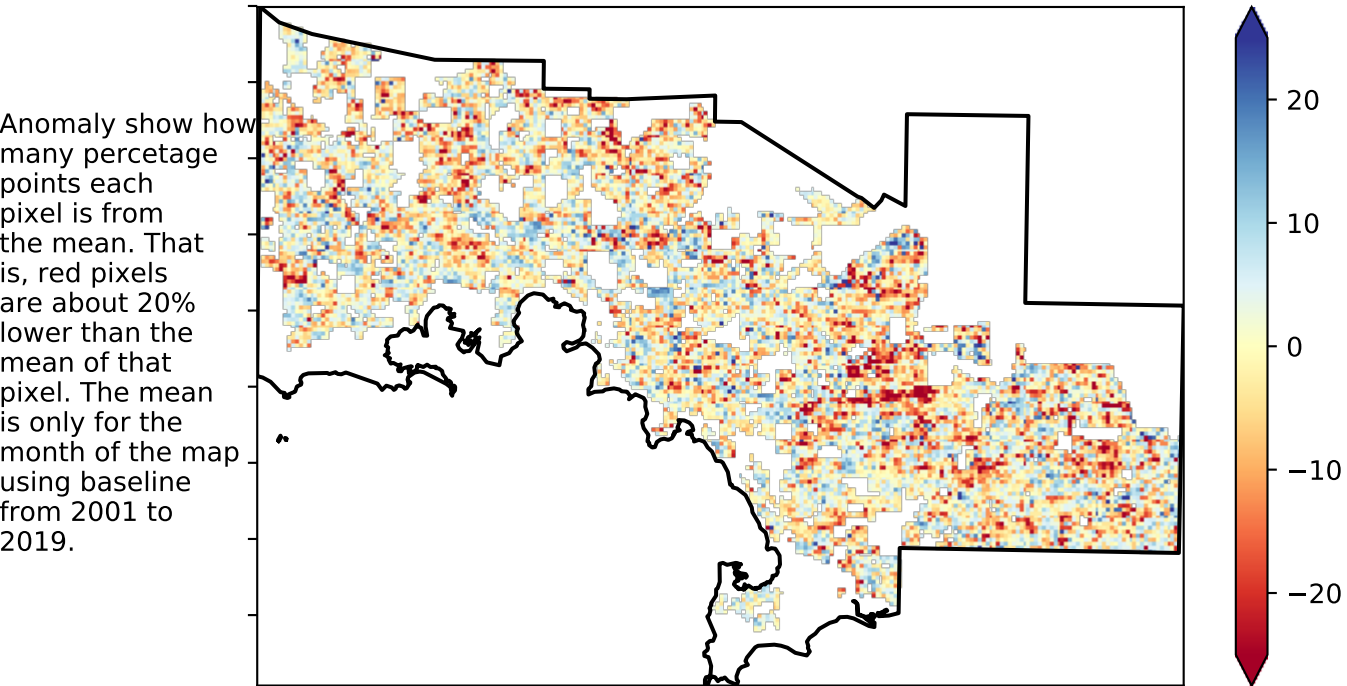 Anomaly show how
many percetage
points each
pixel is from
the mean. That
is, red pixels
are about 20%
lower than the
mean of that
pixel. The mean
is only for the
month of the map
using baseline
from 2001 to
2019.
20
10
0
−10
−20